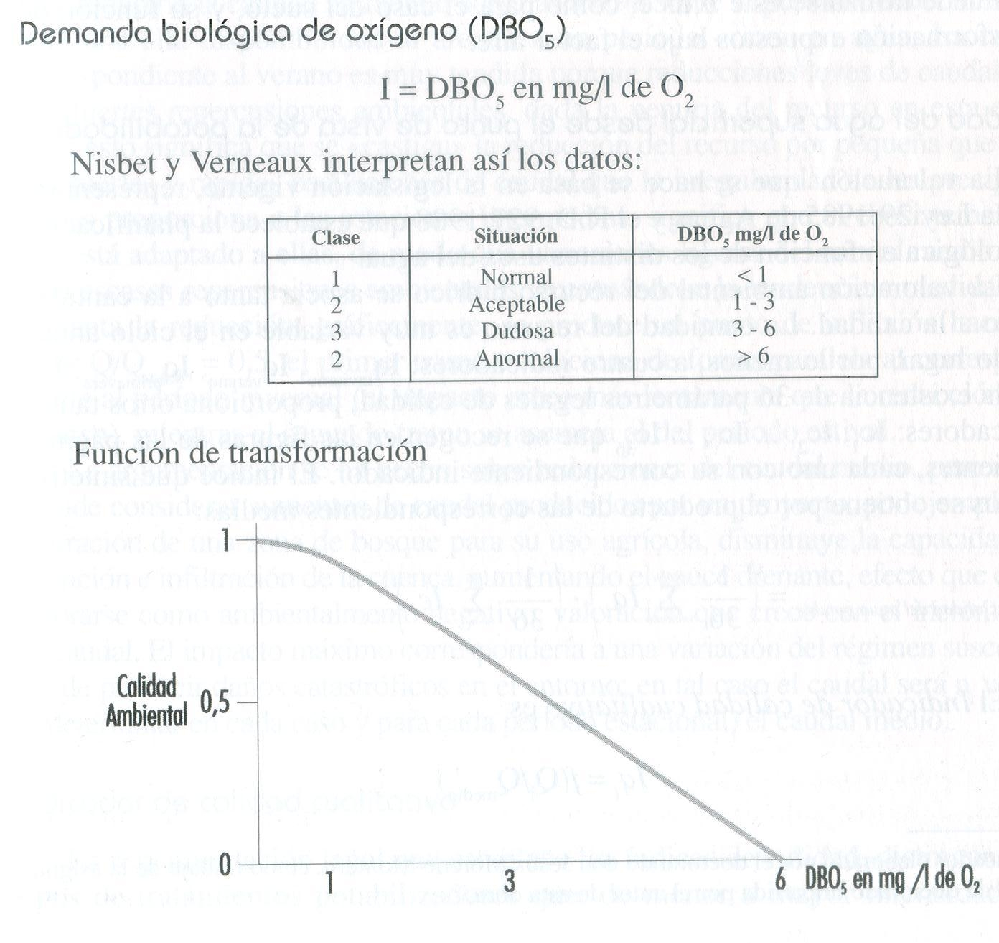 Demanda biológica de oxígeno (DBO₅)
I = DBO₅ en mg/l de O₂
Nisbet y Verneaux interpretan así los datos:
Clase Situación DBO₅ mg/l de O₂
1 Normal < 1
2 Aceptable 1 - 3
3 Dudosa 3 - 6
2 Anormal > 6
Función de transformación
1
Calidad
Ambiental 0,5
0
1 3 6 DBO₅ en mg /l de O₂